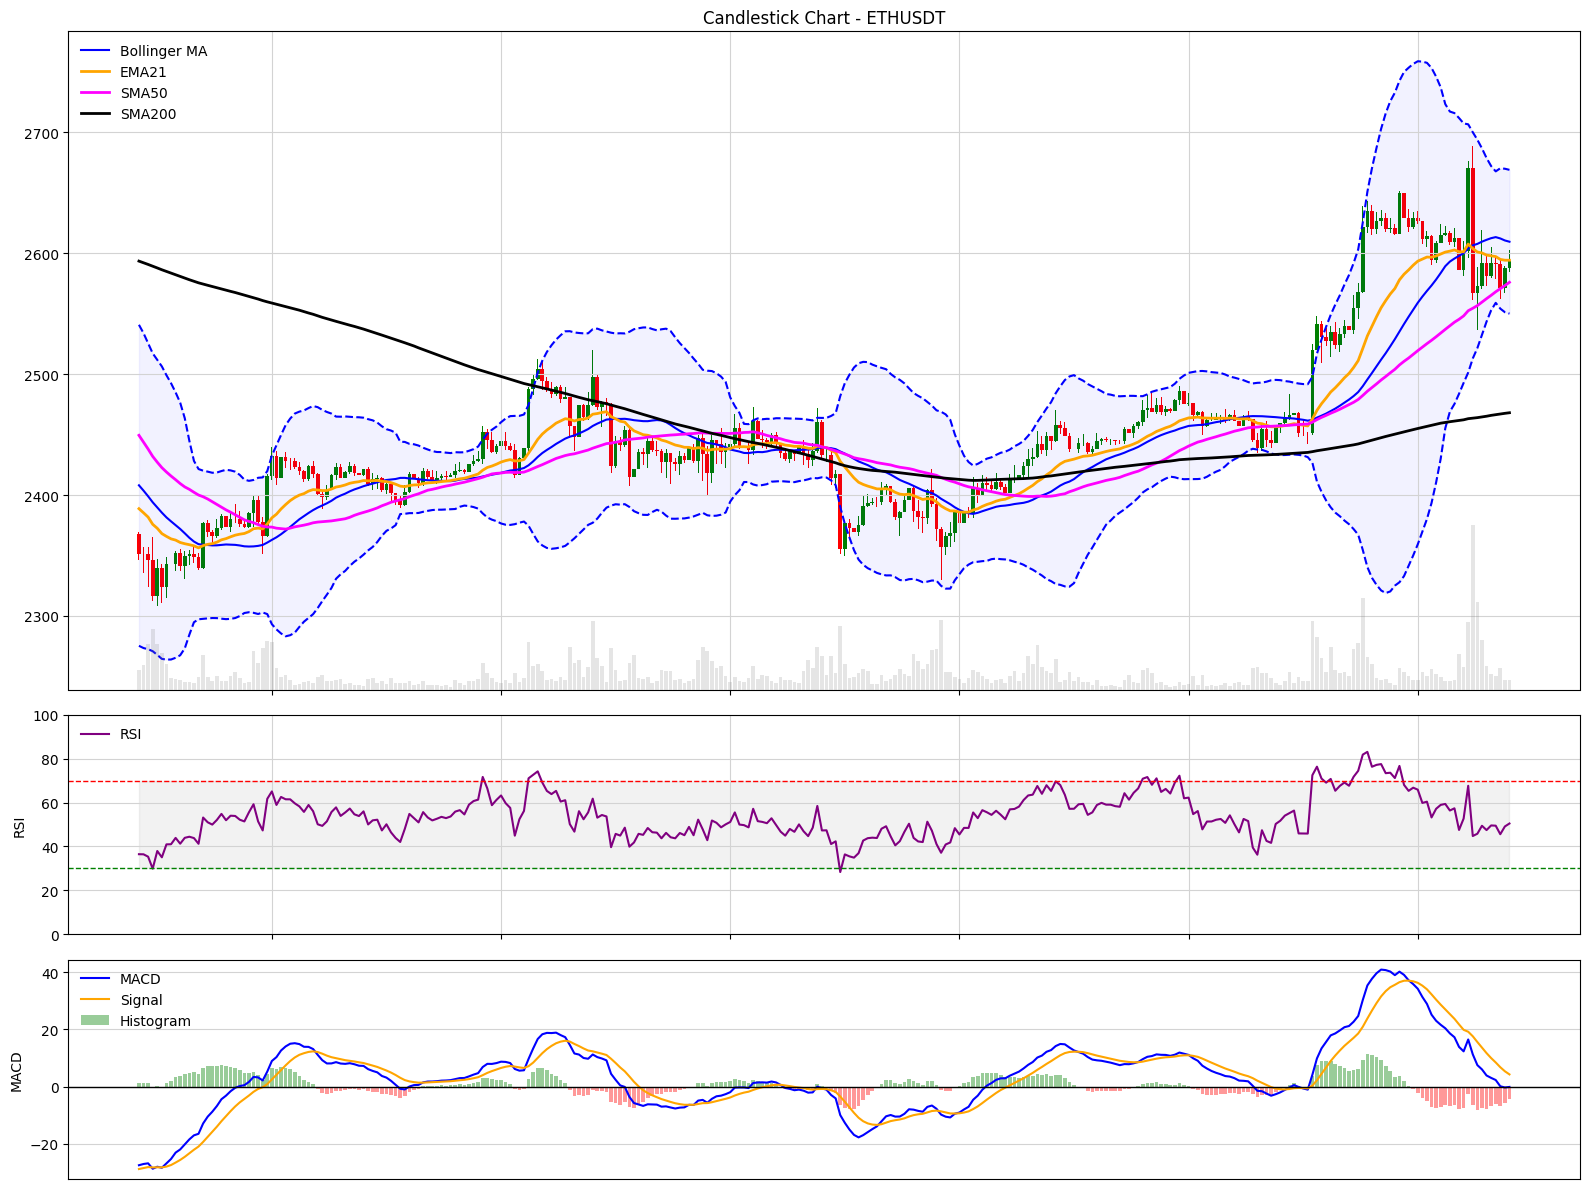 Candlestick Chart - ETHUSDT
Bollinger MA
EMA21
SMA50
SMA200
2700
2600
2500
2400
2300
100
80
60
40
20
0
RSI
RSI
40
20
0
−20
MACD
MACD
Signal
Histogram